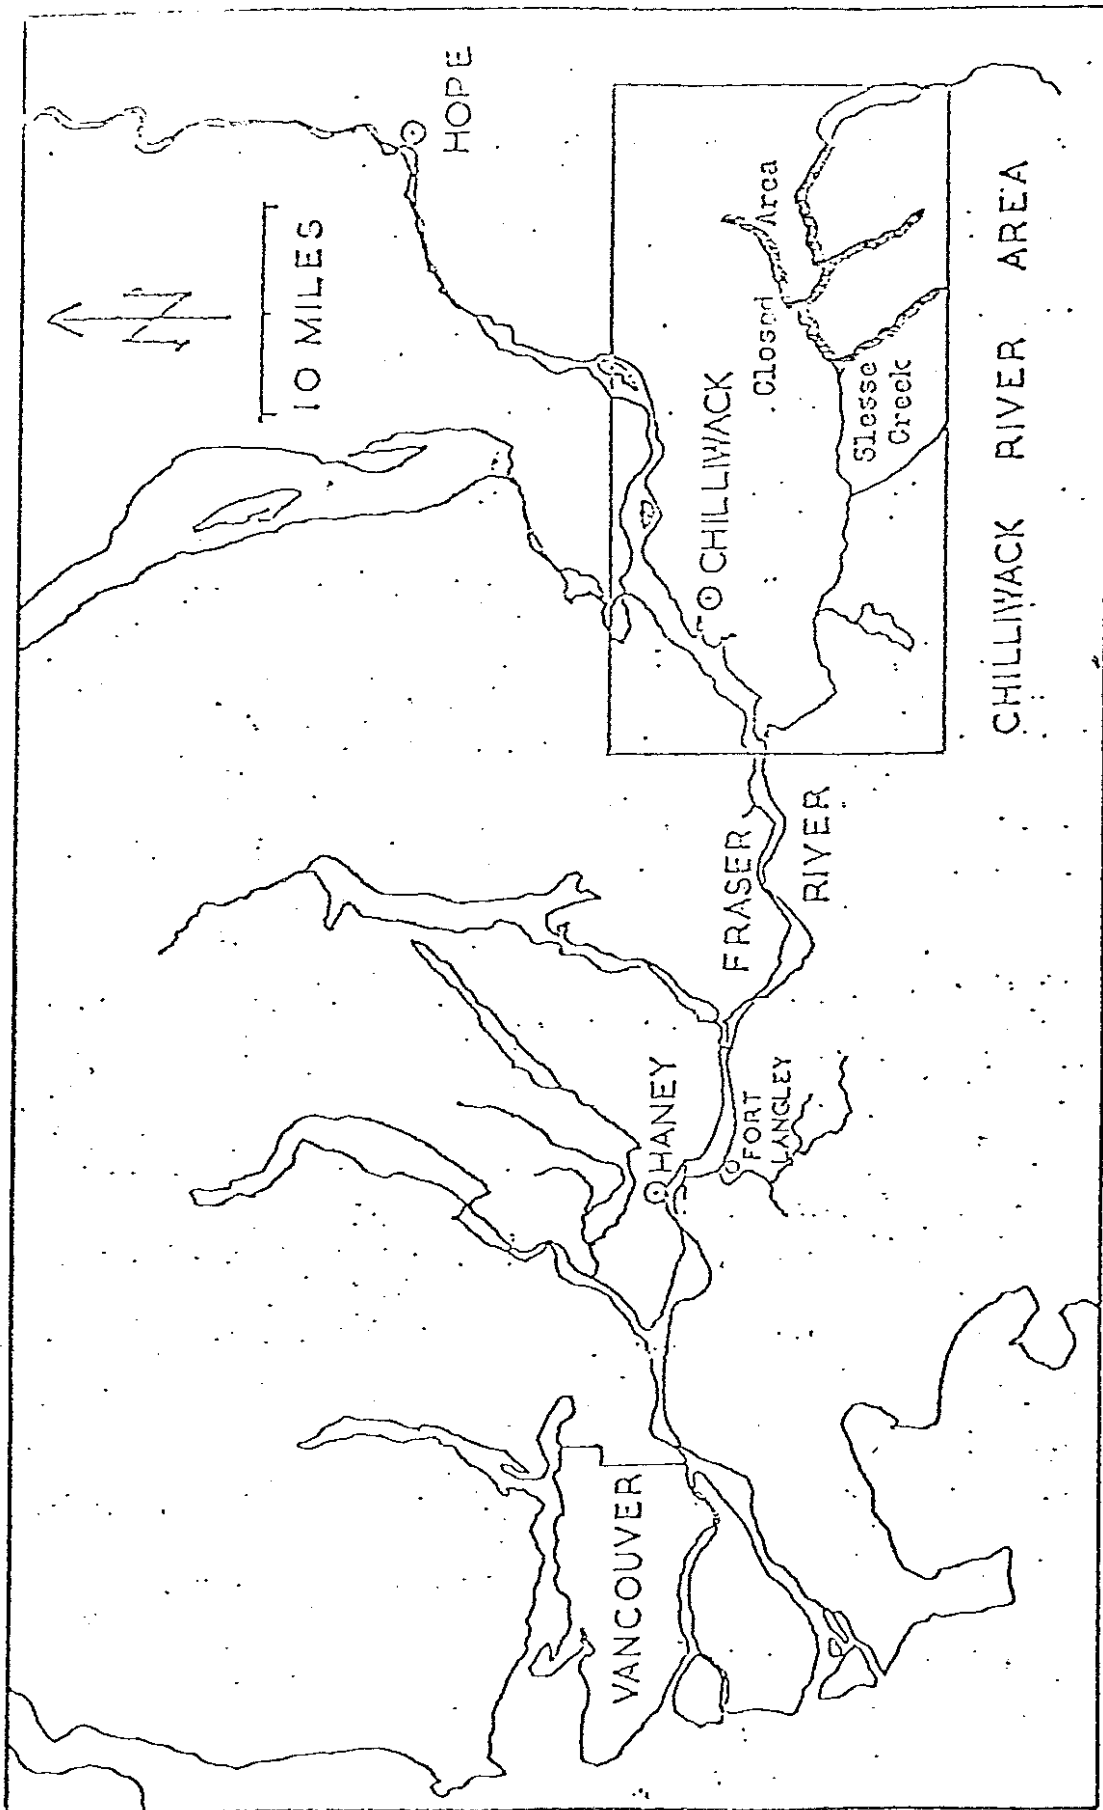 HOPE
10 MILES
N
CHILLIWACK
Closed Area
Slesse
Creek
CHILLIWACK RIVER AREA
FRASER
RIVER
HANEY
FORT
LANGLEY
VANCOUVER